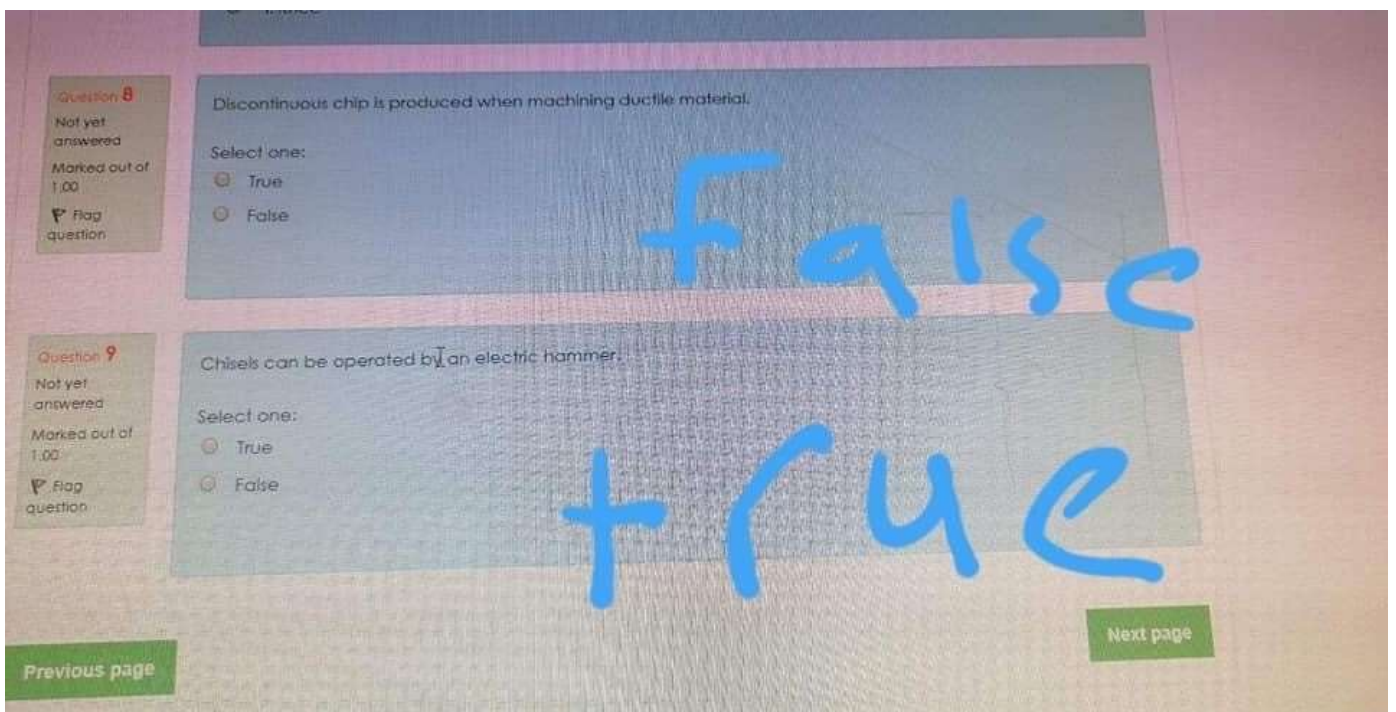 Question 8
Not yet
answered
Marked out of
1.00
Flag
question
Discontinuous chip is produced when machining ductile material.
Select one:
True
False
False
Question 9
Not yet
answered
Marked out of
1.00
Flag
question
Chisels can be operated by an electric hammer.
Select one:
True
False
true
Previous page
Next page